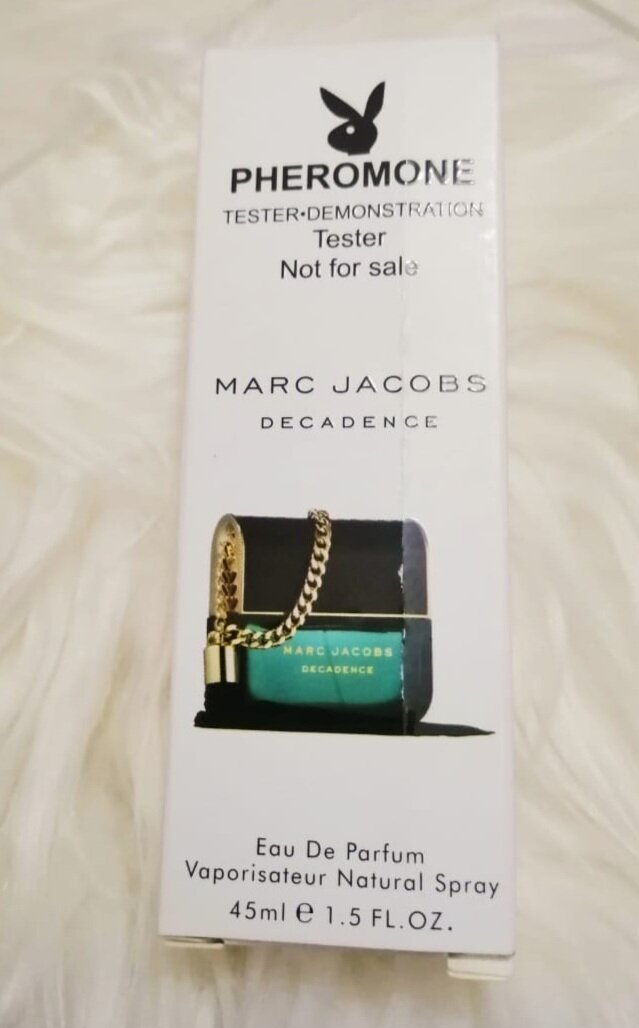 PHEROMONE
TESTER•DEMONSTRATION
Tester
Not for sale
MARC JACOBS
DECADENCE
MARC JACOBS
DECADENCE
Eau De Parfum
Vaporisateur Natural Spray
45ml e 1.5 FL.OZ.